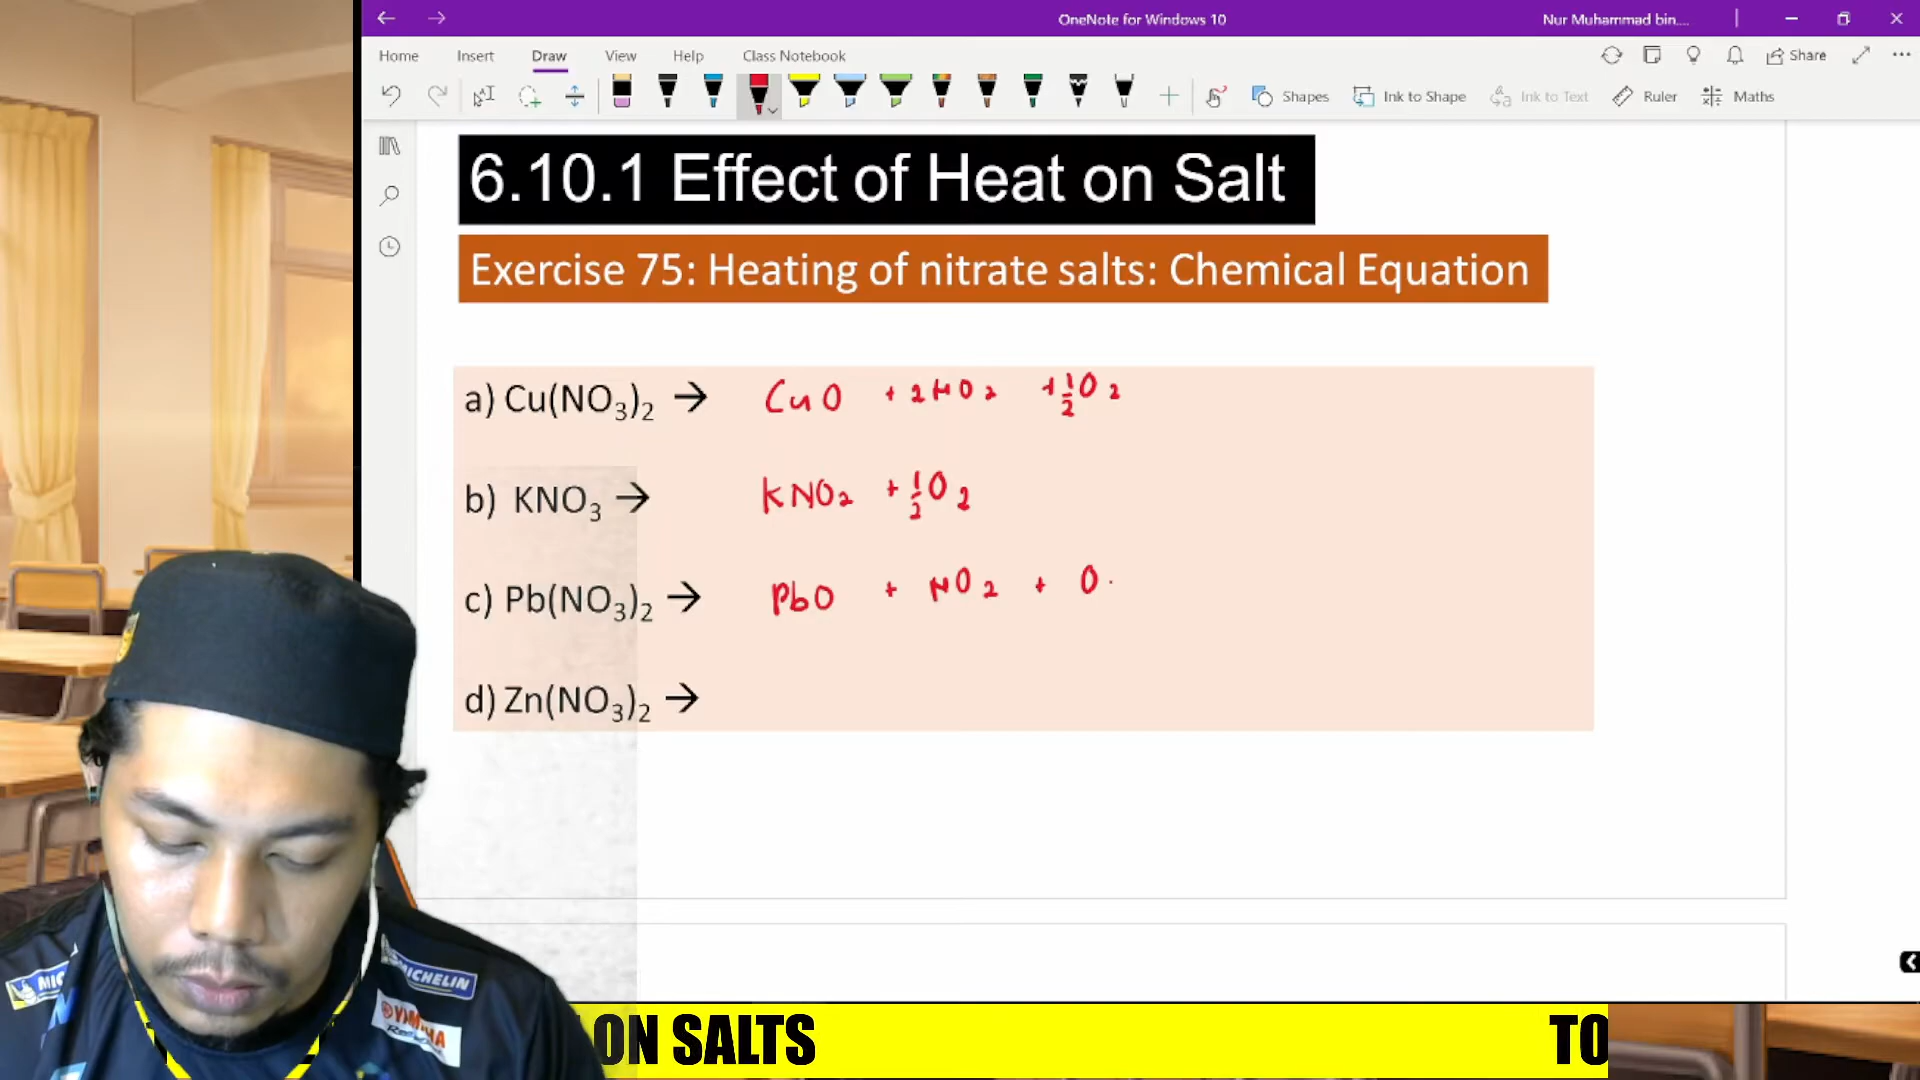 OneNote for Windows 10
Nur Muhammad bin....
Home Insert Draw View Help Class Notebook
Share
Shapes Ink to Shape Ink to Text Ruler Maths
6.10.1 Effect of Heat on Salt
Exercise 75: Heating of nitrate salts: Chemical Equation
a) Cu(NO₃)₂ → CuO + 2NO₂ + ½O₂
b) KNO₃ → KNO₂ + ½O₂
c) Pb(NO₃)₂ → PbO + NO₂ + O
d) Zn(NO₃)₂ →
MICHELIN
YAMAHA
ON SALTS TO